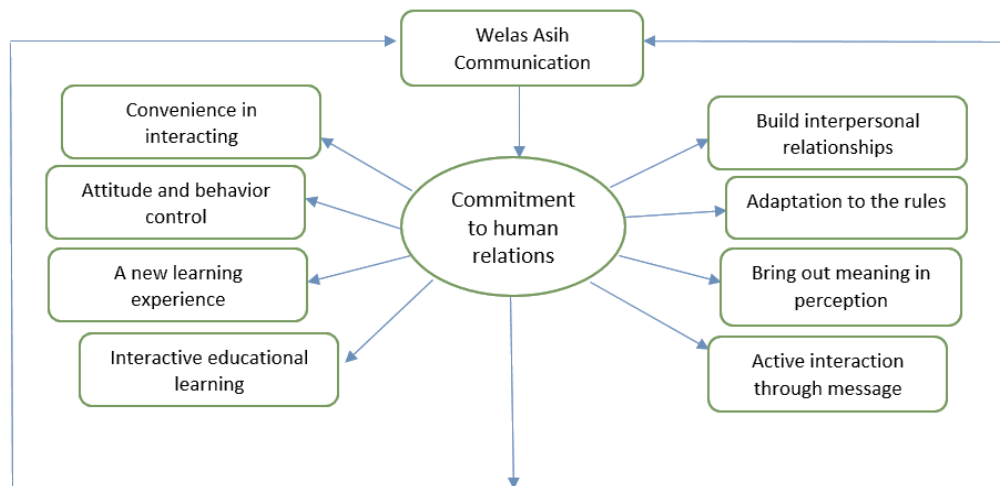 Welas Asih
Communication
Convenience in
interacting
Attitude and behavior
control
A new learning
experience
Interactive educational
learning
Commitment
to human
relations
Build interpersonal
relationships
Adaptation to the rules
Bring out meaning in
perception
Active interaction
through message